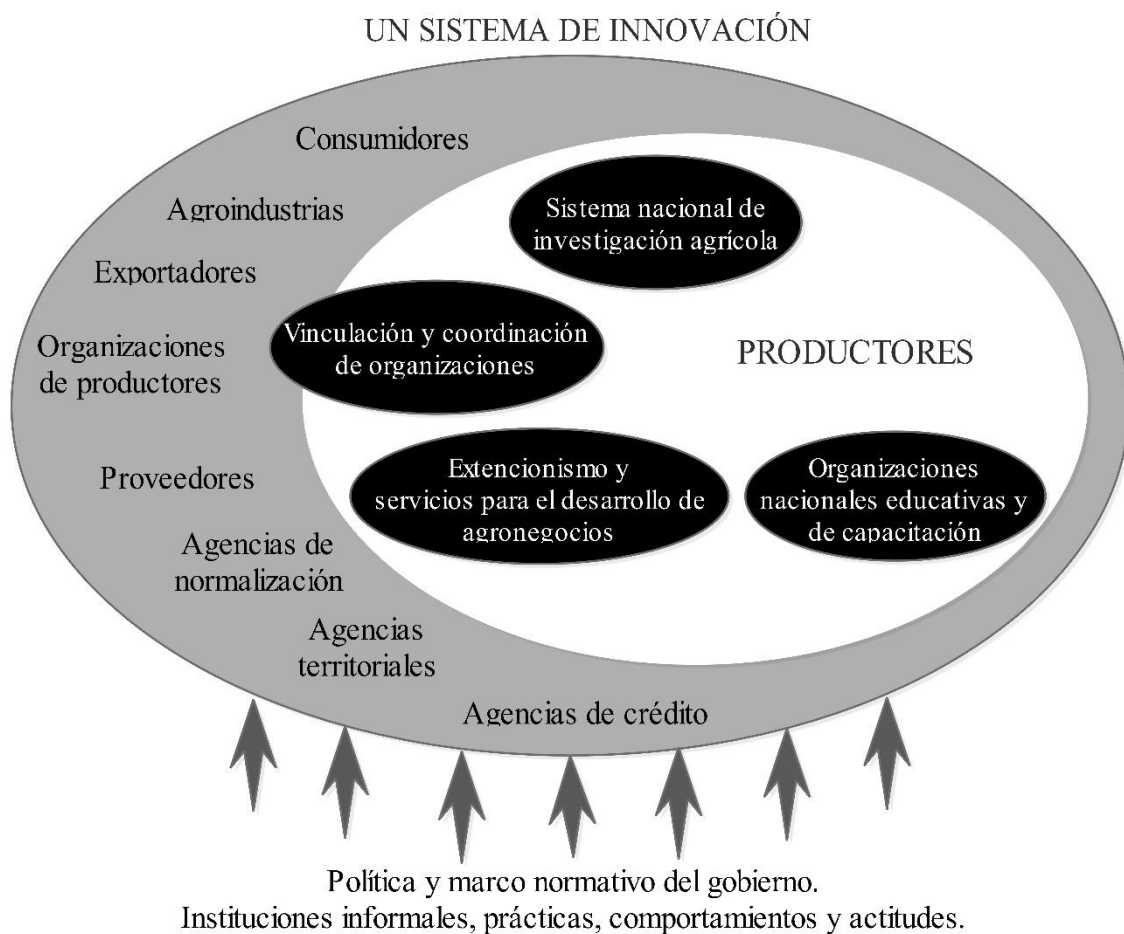 UN SISTEMA DE INNOVACIÓN
Consumidores
Agroindustrias
Exportadores
Organizaciones
de productores
Proveedores
Agencias de
normalización
Agencias
territoriales
Agencias de crédito
Sistema nacional de
investigación agrícola
Vinculación y coordinación
de organizaciones
PRODUCTORES
Extencionismo y
servicios para el desarrollo de
agronegocios
Organizaciones
nacionales educativas y
de capacitación
Política y marco normativo del gobierno.
Instituciones informales, prácticas, comportamientos y actitudes.